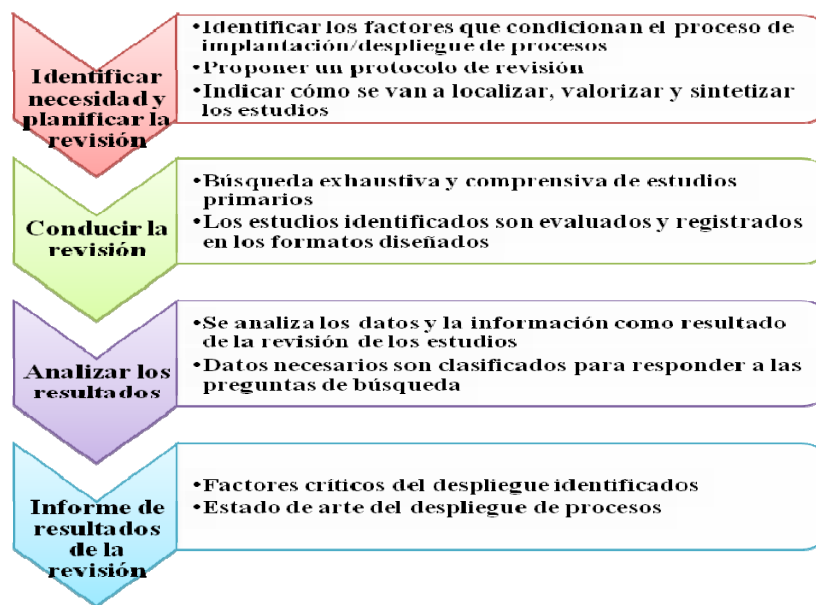 Identificar
necesidad y
planificar la
revisión
•Identificar los factores que condicionan el proceso de
implantación/despliegue de procesos
•Proponer un protocolo de revisión
•Indicar cómo se van a localizar, valorizar y sintetizar
los estudios
Conducir la
revisión
•Búsqueda exhaustiva y comprensiva de estudios
primarios
•Los estudios identificados son evaluados y registrados
en los formatos diseñados
Analizar los
resultados
•Se analiza los datos y la información como resultado
de la revisión de los estudios
•Datos necesarios son clasificados para responder a las
preguntas de búsqueda
Informe de
resultados
de la
revisión
•Factores críticos del despliegue identificados
•Estado de arte del despliegue de procesos